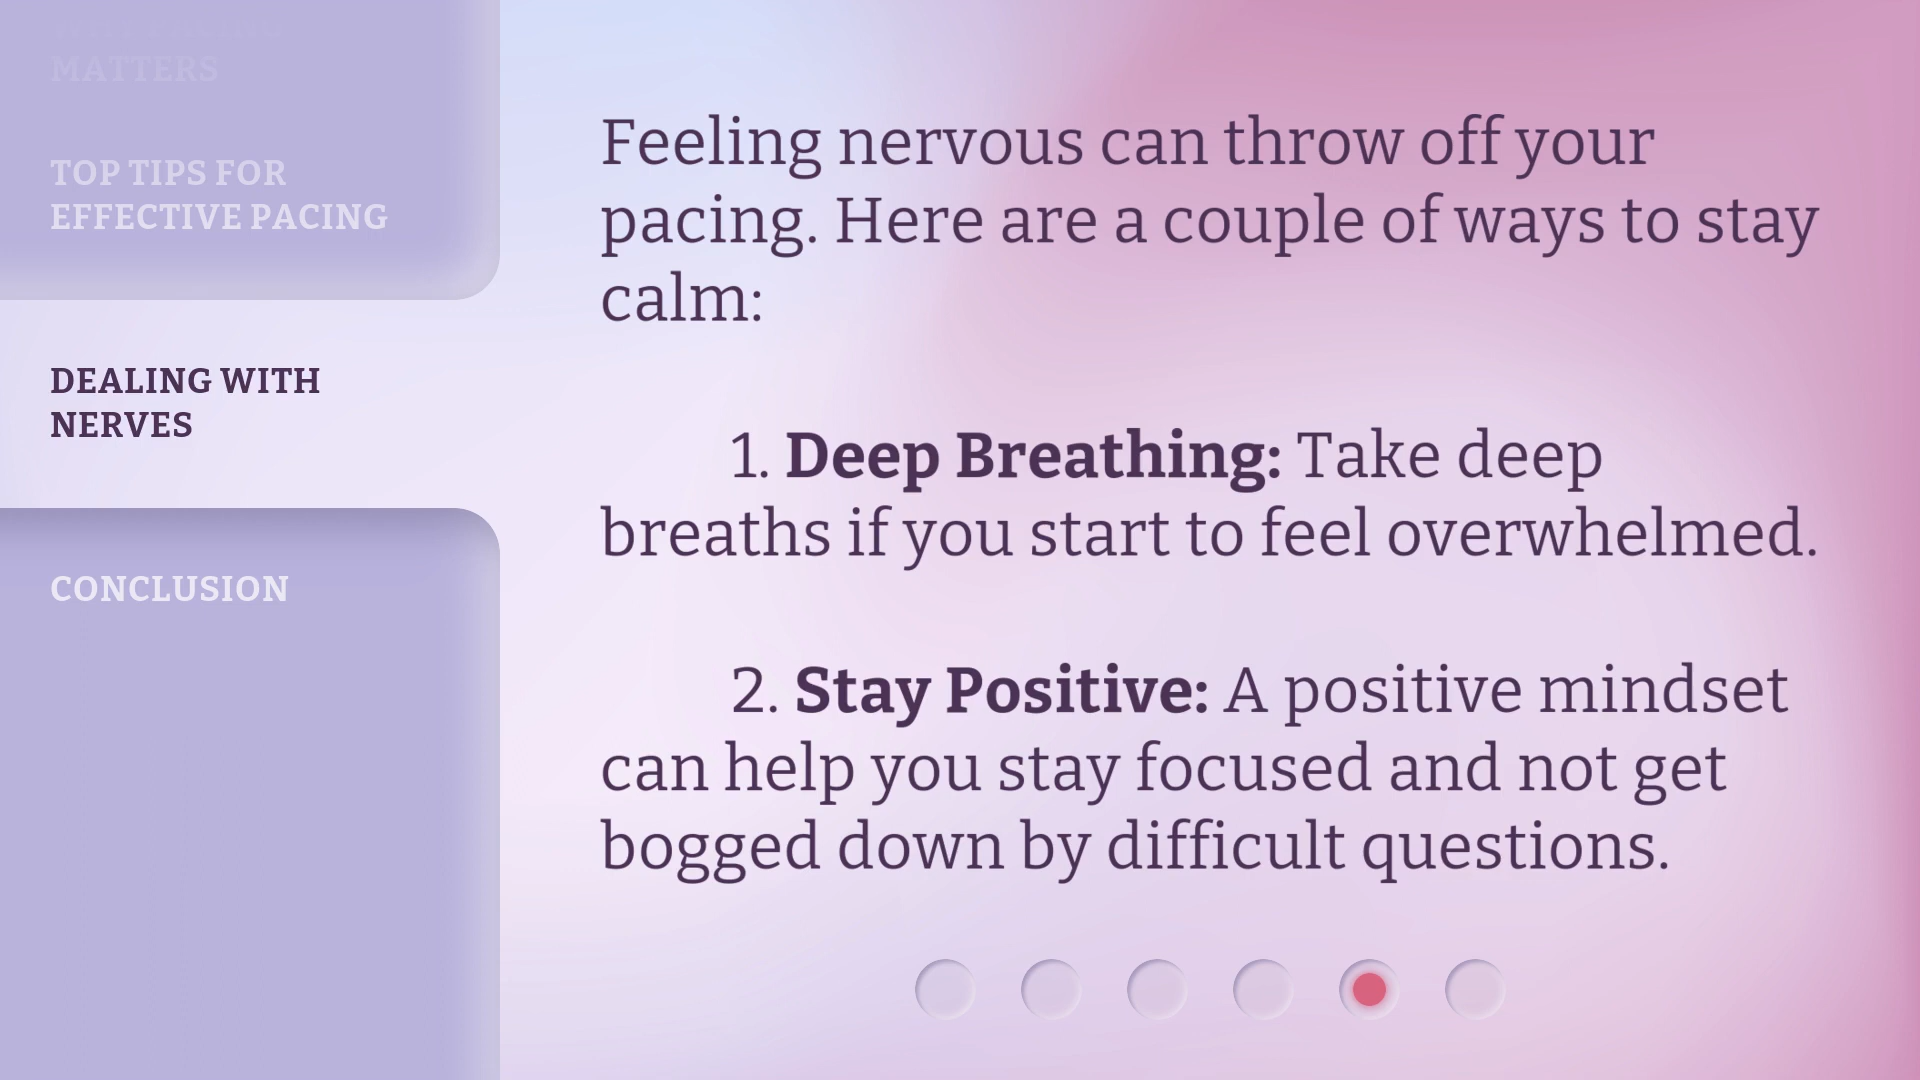 MATTERS
TOP TIPS FOR
EFFECTIVE PACING
DEALING WITH
NERVES
CONCLUSION
Feeling nervous can throw off your
pacing. Here are a couple of ways to stay
calm:
1. Deep Breathing: Take deep
breaths if you start to feel overwhelmed.
2. Stay Positive: A positive mindset
can help you stay focused and not get
bogged down by difficult questions.